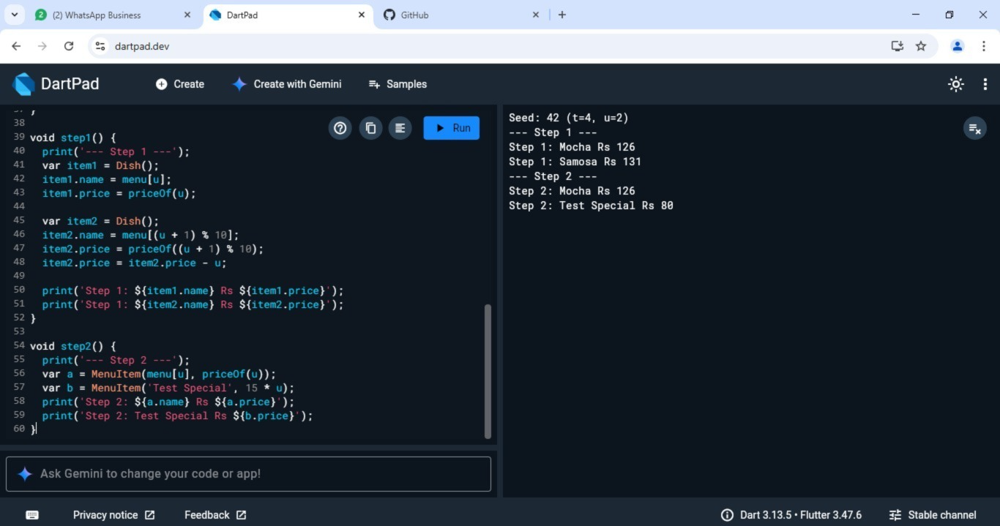 (2) WhatsApp Business
DartPad
GitHub
dartpad.dev
DartPad
Create
Create with Gemini
Samples
Run
37 }
38
39 void step1() {
40   print('--- Step 1 ---');
41   var item1 = Dish();
42   item1.name = menu[u];
43   item1.price = priceOf(u);
44
45   var item2 = Dish();
46   item2.name = menu[(u + 1) % 10];
47   item2.price = priceOf((u + 1) % 10);
48   item2.price = item2.price - u;
49
50   print('Step 1: ${item1.name} Rs ${item1.price}');
51   print('Step 1: ${item2.name} Rs ${item2.price}');
52 }
53
54 void step2() {
55   print('--- Step 2 ---');
56   var a = MenuItem(menu[u], priceOf(u));
57   var b = MenuItem('Test Special', 15 * u);
58   print('Step 2: ${a.name} Rs ${a.price}');
59   print('Step 2: Test Special Rs ${b.price}');
60 }
Seed: 42 (t=4, u=2)
--- Step 1 ---
Step 1: Mocha Rs 126
Step 1: Samosa Rs 131
--- Step 2 ---
Step 2: Mocha Rs 126
Step 2: Test Special Rs 80
Ask Gemini to change your code or app!
Privacy notice
Feedback
Dart 3.13.5 • Flutter 3.47.6
Stable channel